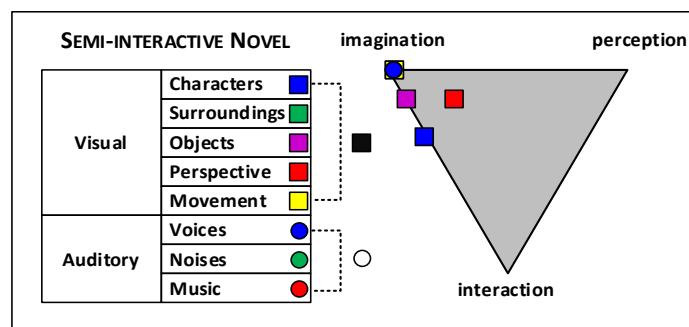 SEMI-INTERACTIVE NOVEL
imagination
perception
Visual
Characters
Surroundings
Objects
Perspective
Movement
Auditory
Voices
Noises
Music
interaction